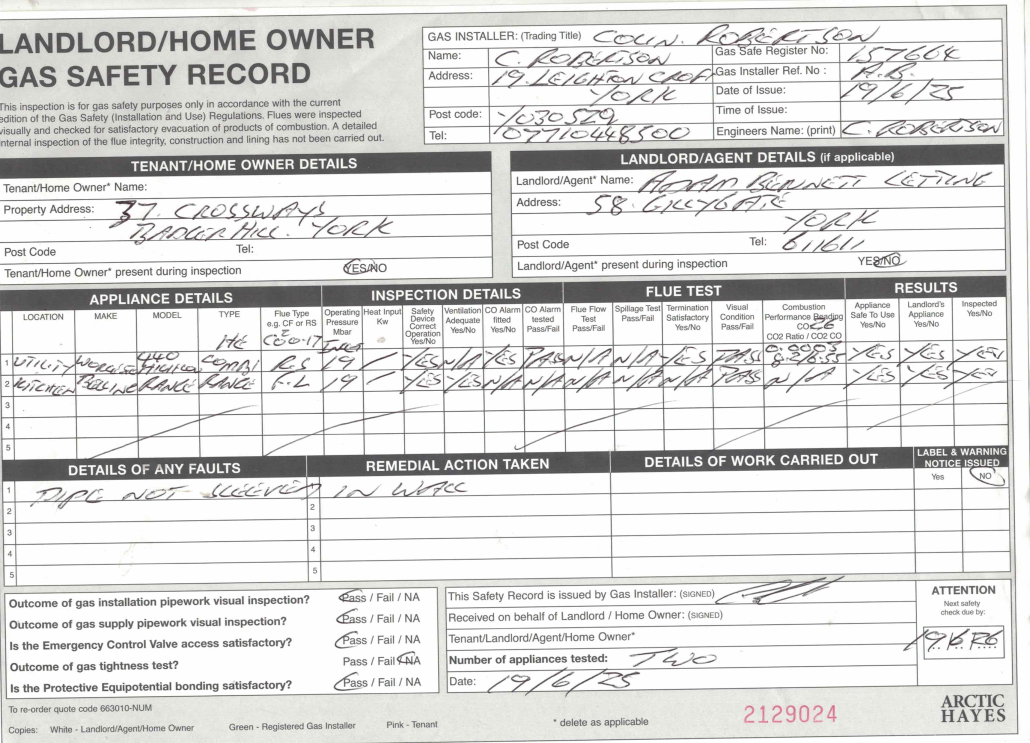 LANDLORD/HOME OWNER
GAS SAFETY RECORD
This inspection is for gas safety purposes only in accordance with the current
edition of the Gas Safety (Installation and Use) Regulations. Flues were inspected
visually and checked for satisfactory evacuation of products of combustion. A detailed
internal inspection of the flue integrity, construction and lining has not been carried out.
GAS INSTALLER: (Trading Title) COLIN. ROBERTSON
Name: C. ROBERTSON Gas Safe Register No: 157664
Address: 19. LEIGHTON CROFT Gas Installer Ref. No : A.B.
YORK Date of Issue: 19/6/25
Post code: YO30 5Z9 Time of Issue:
Tel: 07710448500 Engineers Name: (print) C. ROBERTSON
TENANT/HOME OWNER DETAILS
Tenant/Home Owner* Name:
Property Address: 37. CROSSWAYS
BADGER HILL. YORK
Post Code Tel:
Tenant/Home Owner* present during inspection YES/NO
LANDLORD/AGENT DETAILS (if applicable)
Landlord/Agent* Name: ADAM BENNETT LETTING
Address: 58. GILLYGATE
YORK
Post Code Tel: 611611
Landlord/Agent* present during inspection YES/NO
APPLIANCE DETAILS INSPECTION DETAILS FLUE TEST RESULTS
LOCATION MAKE MODEL TYPE HE Flue Type e.g. CF or RS Operating Pressure Mbar INLET Heat Input Kw Safety Device Correct Operation Yes/No Ventilation Adequate Yes/No CO Alarm fitted Yes/No CO Alarm tested Pass/Fail Flue Flow Test Pass/Fail Spillage Test Pass/Fail Termination Satisfactory Yes/No Visual Condition Pass/Fail Combustion Performance Reading CO 26 CO2 Ratio / CO2 CO Appliance Safe To Use Yes/No Landlord's Appliance Yes/No Inspected Yes/No
1 UTILITY 440 COMBI RS 19 / YES N/A YES PASS N/A N/A YES PASS 0.0003 YES YES YES
2 KITCHEN BELLING RANGE RANGE F.L 19 / YES YES N/A N/A N/A N/A N/A PASS N/A YES YES YES
3
4
5
DETAILS OF ANY FAULTS REMEDIAL ACTION TAKEN DETAILS OF WORK CARRIED OUT LABEL & WARNING NOTICE ISSUED
Yes NO
1 PIPE NOT SLEEVED IN WALL
2 2
3 3
4 4
5 5
Outcome of gas installation pipework visual inspection? Pass / Fail / NA
Outcome of gas supply pipework visual inspection? Pass / Fail / NA
Is the Emergency Control Valve access satisfactory? Pass / Fail / NA
Outcome of gas tightness test? Pass / Fail / NA
Is the Protective Equipotential bonding satisfactory? Pass / Fail / NA
This Safety Record is issued by Gas Installer: (SIGNED)
Received on behalf of Landlord / Home Owner: (SIGNED)
Tenant/Landlord/Agent/Home Owner*
Number of appliances tested: TWO
Date: 19/6/25
ATTENTION
Next safety
check due by:
19 6 26
To re-order quote code 663010-NUM
Copies: White - Landlord/Agent/Home Owner Green - Registered Gas Installer Pink - Tenant * delete as applicable 2129024
ARCTIC
HAYES